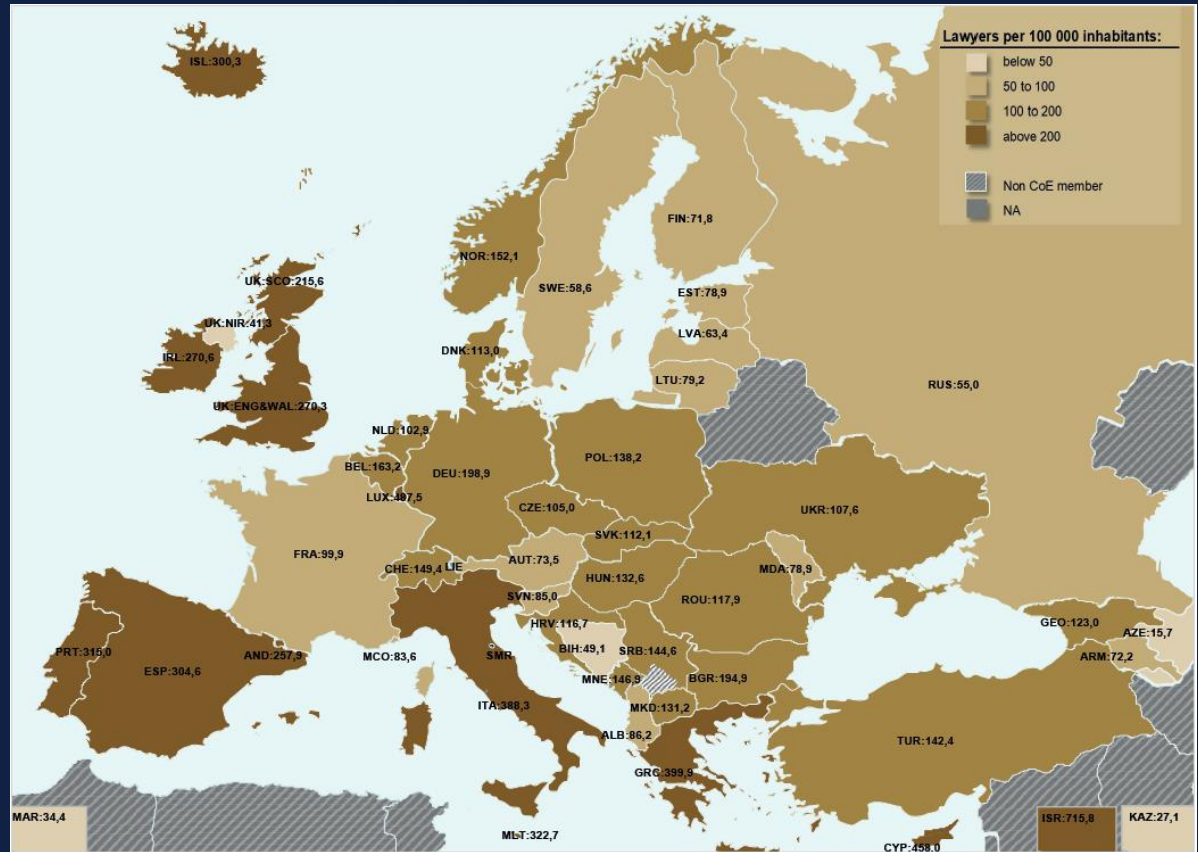 Lawyers per 100 000 inhabitants:
below 50
50 to 100
100 to 200
above 200
Non CoE member
NA
ISL:300,3
FIN:71,8
NOR:152,1
UK:SCO:215,6
SWE:58,6
EST:78,9
UK:NIR:41,3
LVA:63,4
DNK:113,0
IRL:270,6
LTU:79,2
RUS:55,0
UK:ENG&WAL:270,3
NLD:102,9
POL:138,2
BEL:163,2
DEU:198,9
LUX:487,5
CZE:105,0
UKR:107,6
SVK:112,1
FRA:99,9
AUT:73,5
CHE:149,4
LIE
MDA:78,9
HUN:132,6
SVN:85,0
ROU:117,9
HRV:116,7
GEO:123,0
AZE:15,7
PRT:315,0
AND:257,9
MCO:83,6
SMR
BIH:49,1
SRB:144,6
ARM:72,2
ESP:304,6
MNE:146,9
BGR:194,9
ITA:388,3
MKD:131,2
ALB:86,2
TUR:142,4
GRC:399,9
MAR:34,4
ISR:715,8
KAZ:27,1
MLT:322,7
CYP:458,0